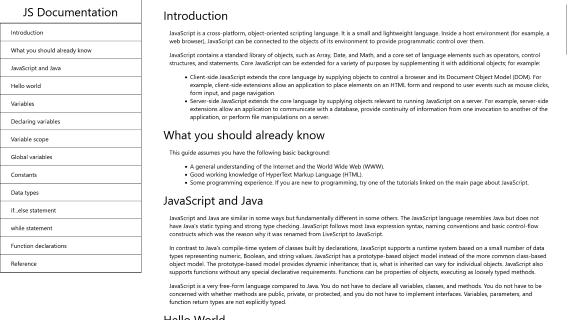 JS Documentation
Introduction
What you should already know
JavaScript and Java
Hello world
Variables
Declaring variables
Variable scope
Global variables
Constants
Data types
if...else statement
while statement
Function declarations
Reference
Introduction
JavaScript is a cross-platform, object-oriented scripting language. It is a small and lightweight language. Inside a host environment (for example, a
web browser), JavaScript can be connected to the objects of its environment to provide programmatic control over them.
JavaScript contains a standard library of objects, such as Array, Date, and Math, and a core set of language elements such as operators, control
structures, and statements. Core JavaScript can be extended for a variety of purposes by supplementing it with additional objects; for example:
Client-side JavaScript extends the core language by supplying objects to control a browser and its Document Object Model (DOM). For
example, client-side extensions allow an application to place elements on an HTML form and respond to user events such as mouse clicks,
form input, and page navigation.
Server-side JavaScript extends the core language by supplying objects relevant to running JavaScript on a server. For example, server-side
extensions allow an application to communicate with a database, provide continuity of information from one invocation to another of the
application, or perform file manipulations on a server.
What you should already know
This guide assumes you have the following basic background:
A general understanding of the Internet and the World Wide Web (WWW).
Good working knowledge of HyperText Markup Language (HTML).
Some programming experience. If you are new to programming, try one of the tutorials linked on the main page about JavaScript.
JavaScript and Java
JavaScript and Java are similar in some ways but fundamentally different in some others. The JavaScript language resembles Java but does not
have Java's static typing and strong type checking. JavaScript follows most Java expression syntax, naming conventions and basic control-flow
constructs which was the reason why it was renamed from LiveScript to JavaScript.
In contrast to Java's compile-time system of classes built by declarations, JavaScript supports a runtime system based on a small number of data
types representing numeric, Boolean, and string values. JavaScript has a prototype-based object model instead of the more common class-based
object model. The prototype-based model provides dynamic inheritance; that is, what is inherited can vary for individual objects. JavaScript also
supports functions without any special declarative requirements. Functions can be properties of objects, executing as loosely typed methods.
JavaScript is a very free-form language compared to Java. You do not have to declare all variables, classes, and methods. You do not have to be
concerned with whether methods are public, private, or protected, and you do not have to implement interfaces. Variables, parameters, and
function return types are not explicitly typed.
Hello World